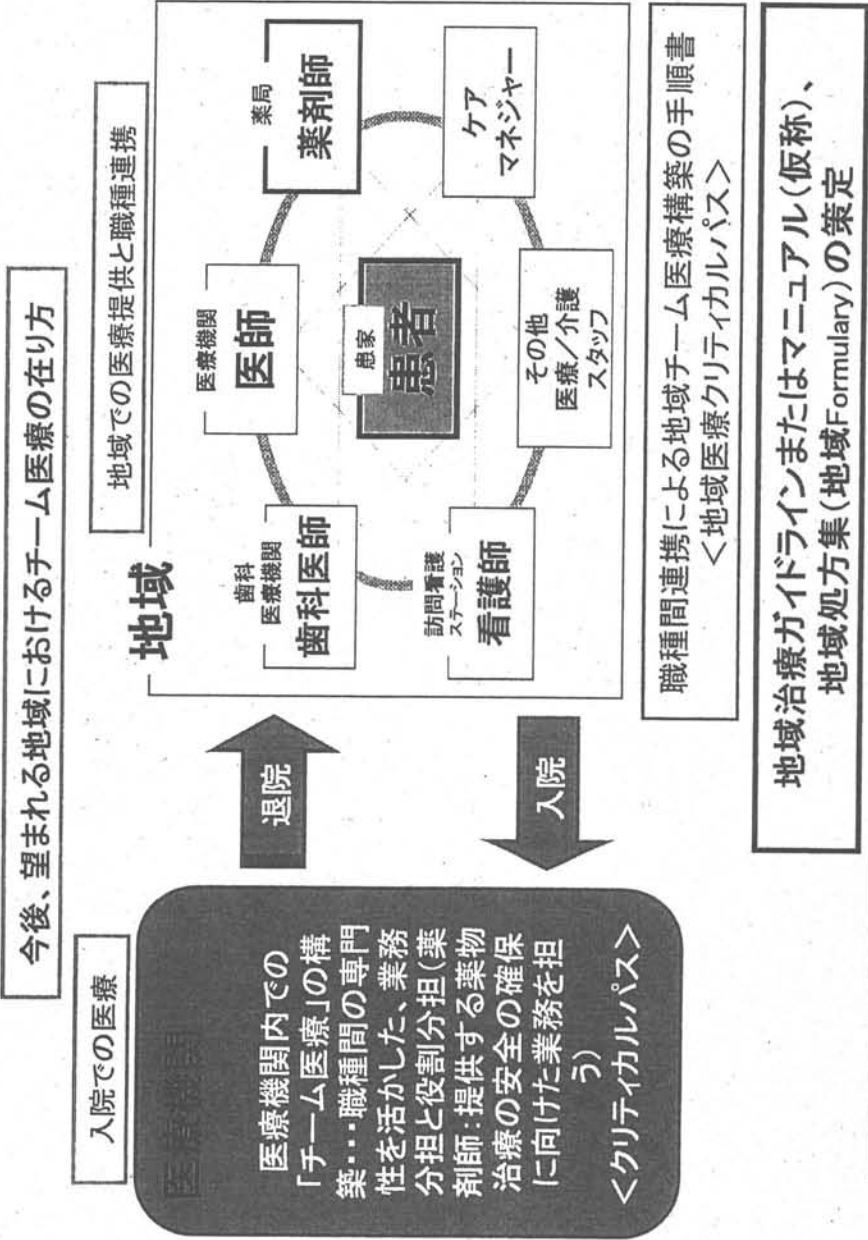 今後、望まれる地域におけるチーム医療の在り方
入院での医療
医療機関
医療機関内での
「チーム医療」の構
築・・・職種間の専門
性を活かした、業務
分担と役割分担(薬
剤師:提供する薬物
治療の安全の確保
に向けた業務を担
う)
<クリティカルパス>
退院
入院
地域での医療提供と職種連携
地域
歯科
医療機関
歯科医師
医療機関
医師
薬局
薬剤師
患家
患者
訪問看護
ステーション
看護師
その他
医療/介護
スタッフ
ケア
マネジャー
職種間連携による地域チーム医療構築の手順書
<地域医療クリティカルパス>
地域治療ガイドラインまたはマニュアル(仮称)、
地域処方集(地域Formulary)の策定